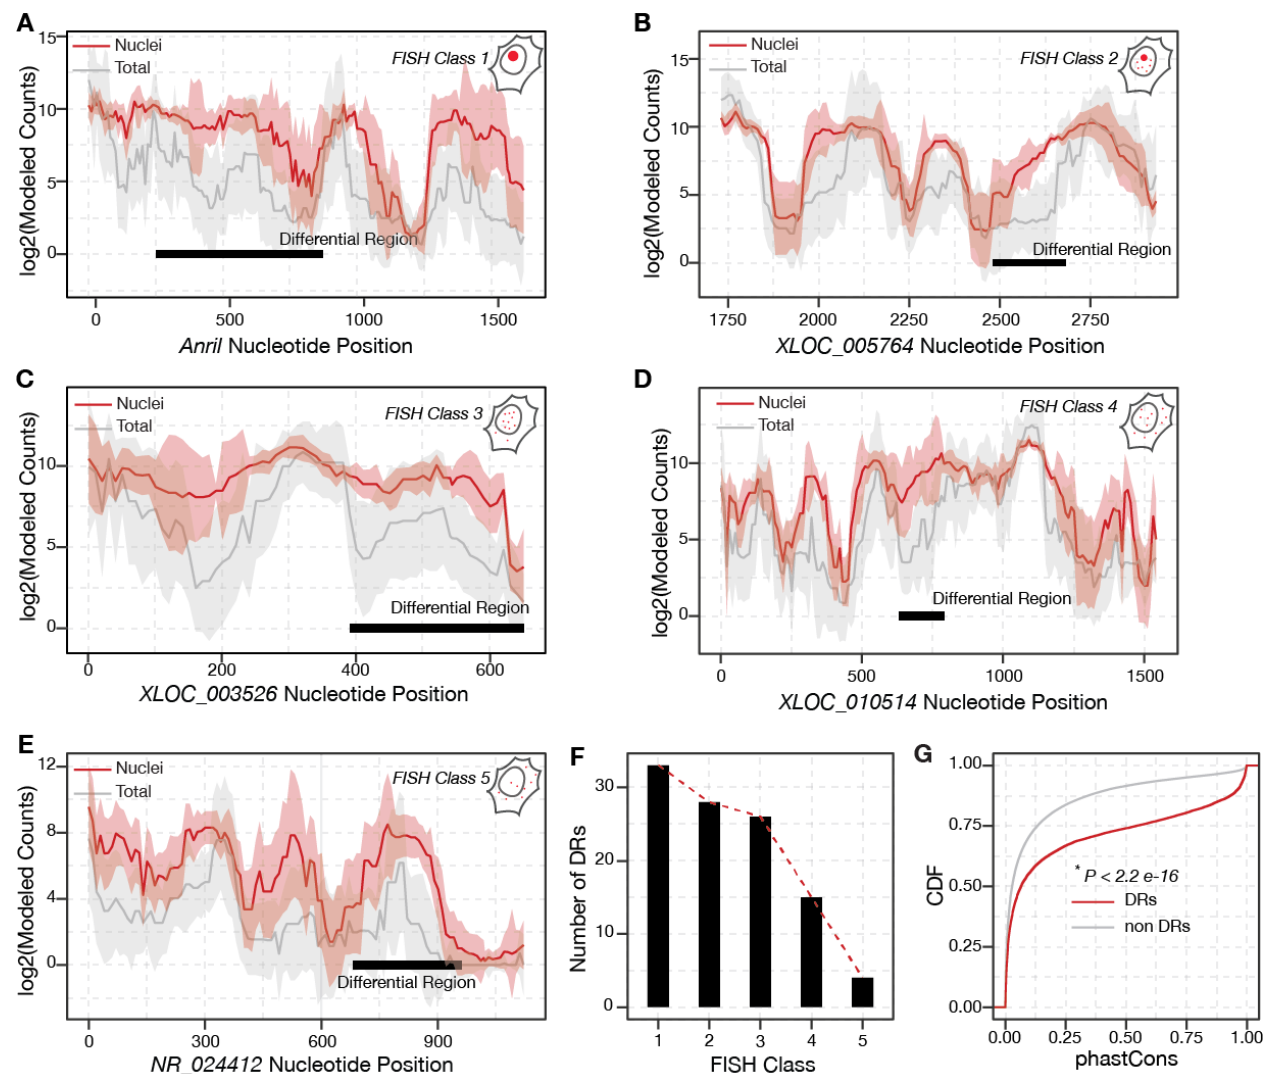 A
15
10
5
0
log2(Modeled Counts)
Nuclei
Total
FISH Class 1
Differential Region
0 500 1000 1500
Anril Nucleotide Position
B
15
10
5
0
log2(Modeled Counts)
Nuclei
Total
FISH Class 2
Differential Region
1750 2000 2250 2500 2750
XLOC_005764 Nucleotide Position
C
10
5
0
log2(Modeled Counts)
Nuclei
Total
FISH Class 3
Differential Region
0 200 400 600
XLOC_003526 Nucleotide Position
D
10
5
0
log2(Modeled Counts)
Nuclei
Total
FISH Class 4
Differential Region
0 500 1000 1500
XLOC_010514 Nucleotide Position
E
12
8
4
0
log2(Modeled Counts)
Nuclei
Total
FISH Class 5
Differential Region
0 300 600 900
NR_024412 Nucleotide Position
F
30
20
10
0
Number of DRs
1 2 3 4 5
FISH Class
G
1.00
0.75
0.50
0.25
0.00
CDF
* P < 2.2 e-16
DRs
non DRs
0.00 0.25 0.50 0.75 1.00
phastCons